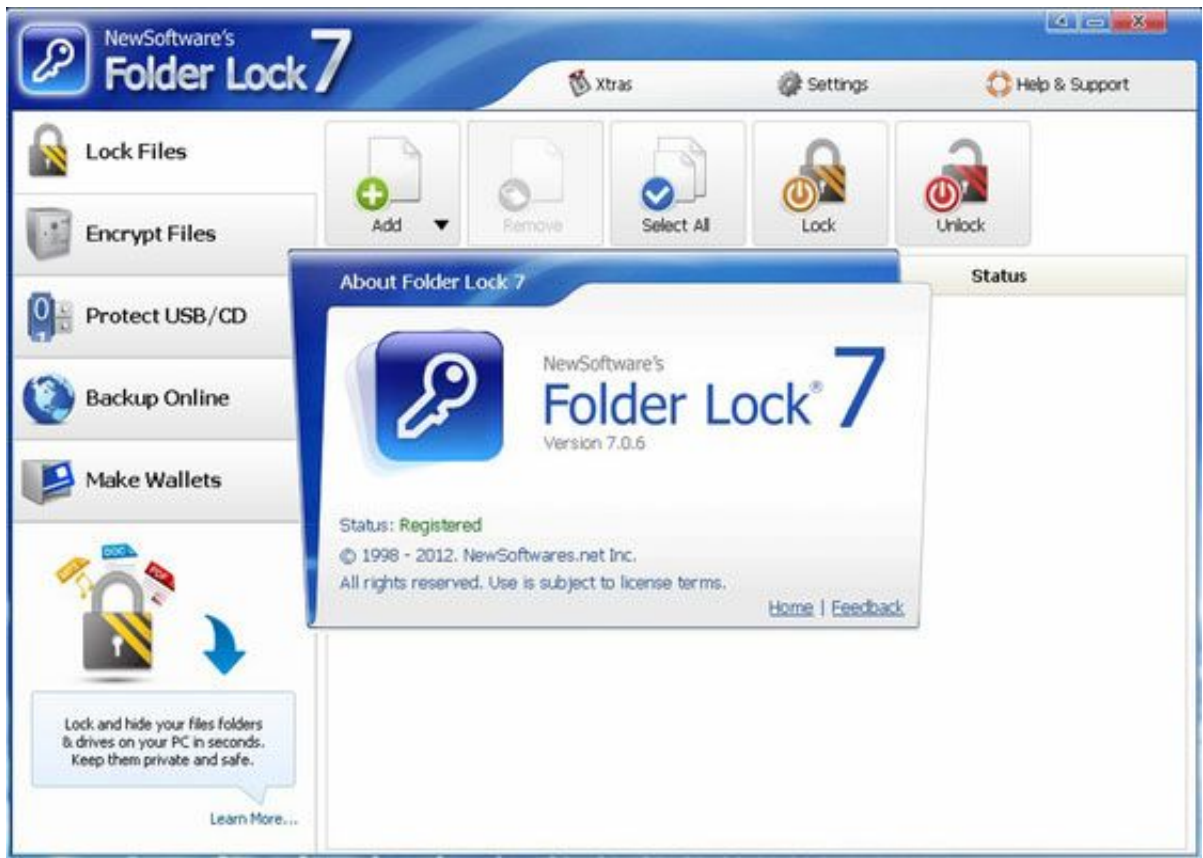 NewSoftware's
Folder Lock 7
Xtras
Settings
Help & Support
Lock Files
Encrypt Files
Protect USB/CD
Backup Online
Make Wallets
Add
Remove
Select All
Lock
Unlock
Status
About Folder Lock 7
NewSoftware's
Folder Lock® 7
Version 7.0.6
Status: Registered
© 1998 - 2012. NewSoftwares.net Inc.
All rights reserved. Use is subject to license terms.
Home | Feedback
DOC
PDF
Lock and hide your files folders
& drives on your PC in seconds.
Keep them private and safe.
Learn More...